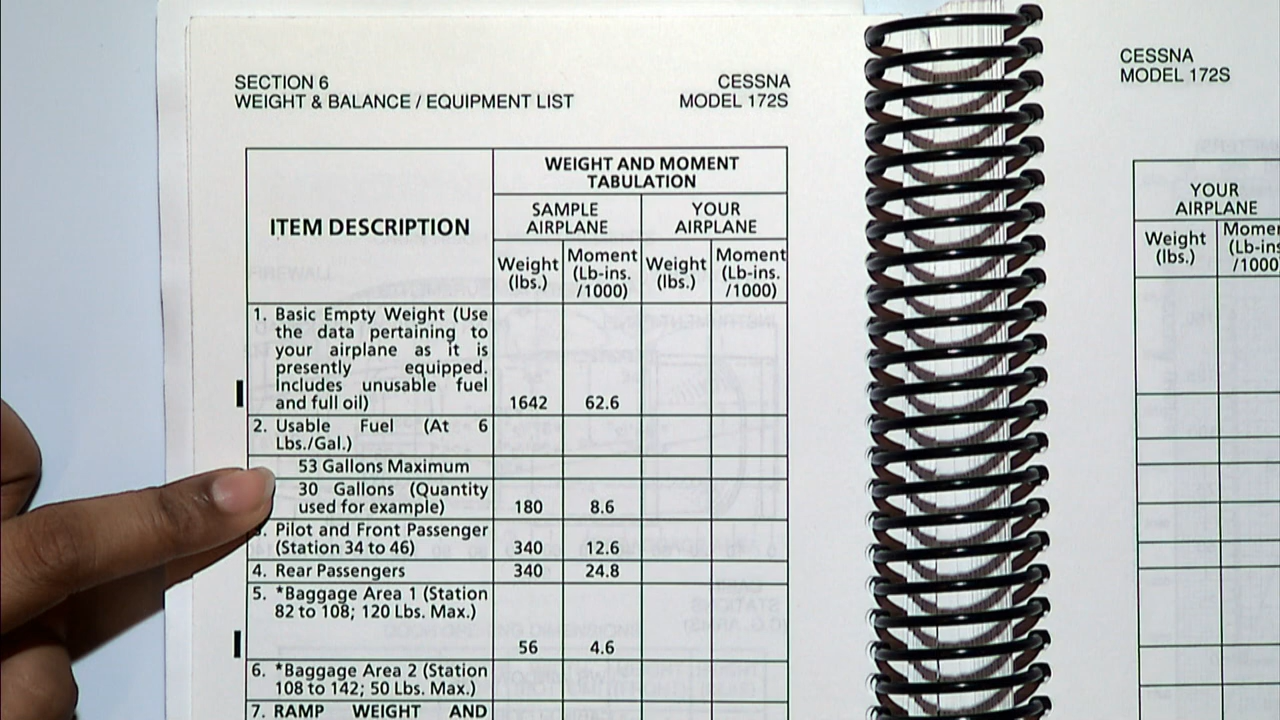 SECTION 6
WEIGHT & BALANCE / EQUIPMENT LIST
CESSNA
MODEL 172S
WEIGHT AND MOMENT
TABULATION
ITEM DESCRIPTION
SAMPLE
AIRPLANE
YOUR
AIRPLANE
Weight
(lbs.)
Moment
(Lb-ins.
/1000)
Weight
(lbs.)
Moment
(Lb-ins.
/1000)
1. Basic Empty Weight (Use
the data pertaining to
your airplane as it is
presently equipped.
Includes unusable fuel
and full oil) 1642 62.6
2. Usable Fuel (At 6
Lbs./Gal.)
53 Gallons Maximum
30 Gallons (Quantity
used for example) 180 8.6
Pilot and Front Passenger
(Station 34 to 46) 340 12.6
4. Rear Passengers 340 24.8
5. *Baggage Area 1 (Station
82 to 108; 120 Lbs. Max.)
56 4.6
6. *Baggage Area 2 (Station
108 to 142; 50 Lbs. Max.)
7. RAMP WEIGHT AND
CESSNA
MODEL 172S
YOUR
AIRPLANE
Weight
(lbs.)
(Lb-ins.